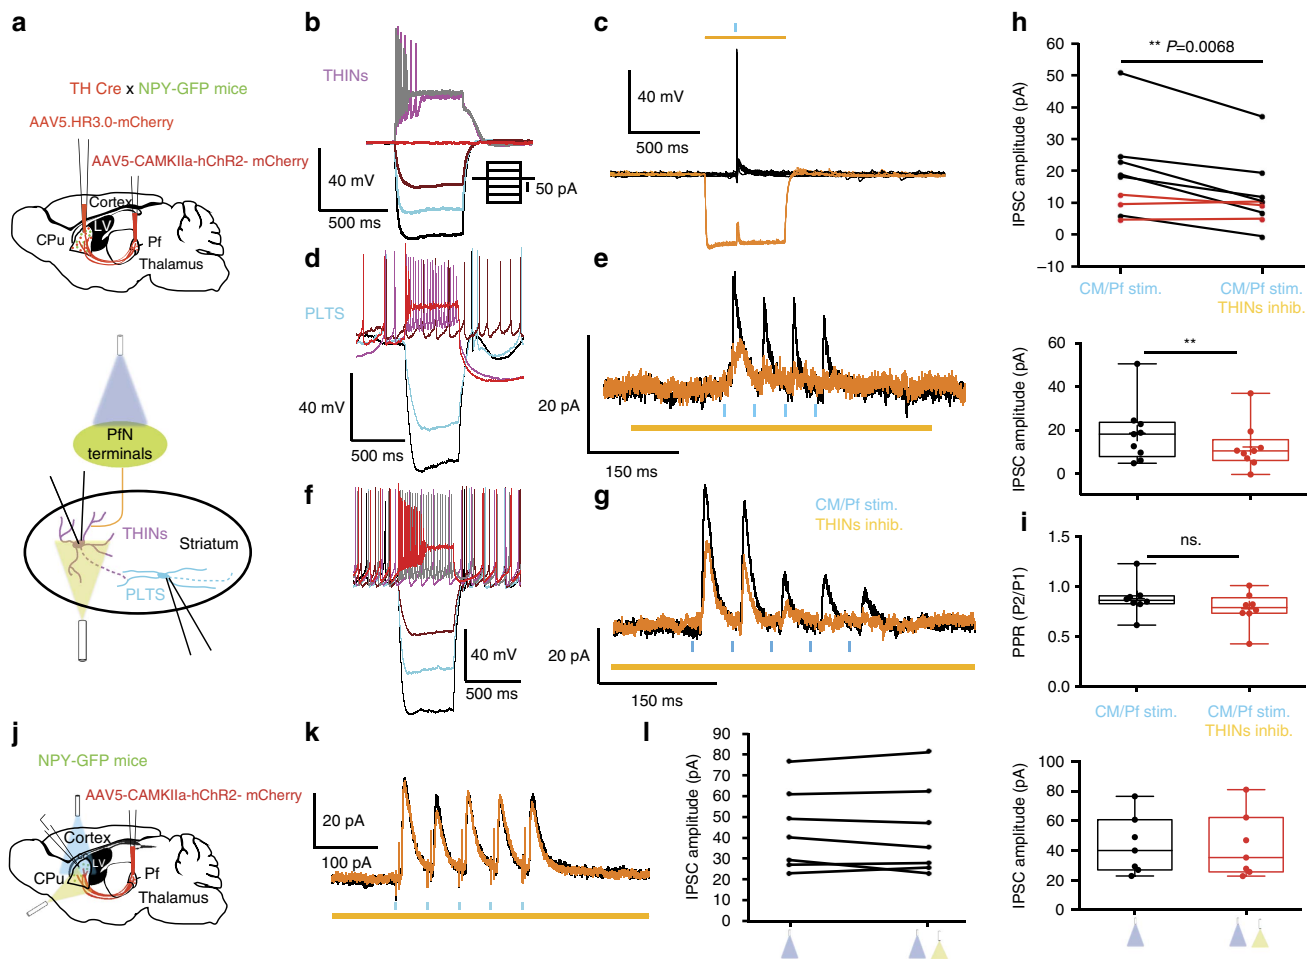 a
TH Cre x NPY-GFP mice
AAV5.HR3.0-mCherry
AAV5-CAMKIIa-hChR2- mCherry
Cortex
LV
CPu
Pf
Thalamus
PfN
terminals
THINs
Striatum
PLTS
b
THINs
40 mV
500 ms
50 pA
c
40 mV
500 ms
d
PLTS
40 mV
500 ms
e
20 pA
150 ms
f
40 mV
500 ms
g
CM/Pf stim.
THINs inhib.
20 pA
150 ms
h
IPSC amplitude (pA)
60
50
40
30
20
10
0
–10
** P=0.0068
CM/Pf stim.
CM/Pf stim.
THINs inhib.
IPSC amplitude (pA)
60
40
20
0
**
i
PPR (P2/P1)
1.5
1.0
0.5
0.0
ns.
CM/Pf stim.
CM/Pf stim.
THINs inhib.
j
NPY-GFP mice
AAV5-CAMKIIa-hChR2- mCherry
Cortex
LV
CPu
Pf
Thalamus
k
20 pA
100 pA
l
IPSC amplitude (pA)
90
80
70
60
50
40
30
20
10
0
IPSC amplitude (pA)
100
80
60
40
20
0